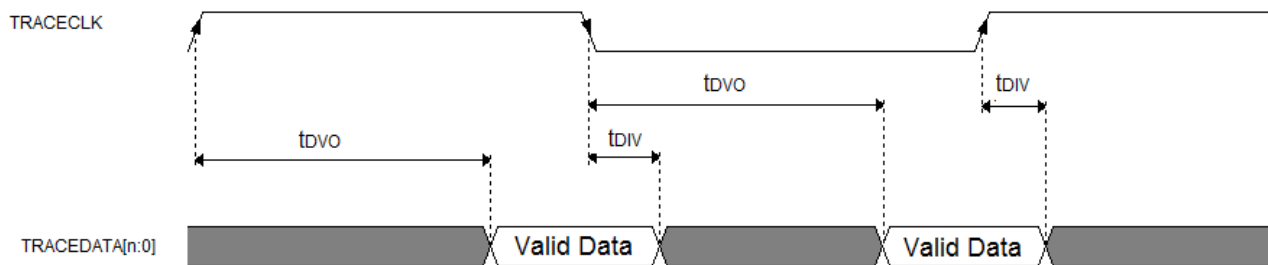 TRACECLK
tDVO
tDIV
tDVO
tDIV
TRACEDATA[n:0]
Valid Data
Valid Data